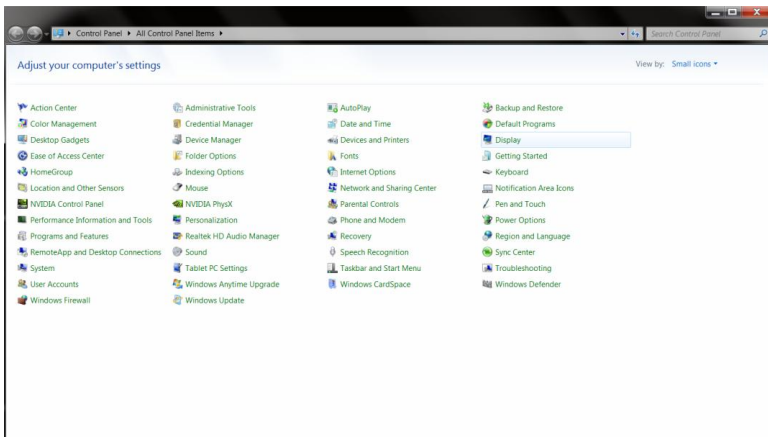 Control Panel ▸ All Control Panel Items ▸
Search Control Panel
Adjust your computer's settings
View by: Small icons
Action Center
Administrative Tools
AutoPlay
Backup and Restore
Color Management
Credential Manager
Date and Time
Default Programs
Desktop Gadgets
Device Manager
Devices and Printers
Display
Ease of Access Center
Folder Options
Fonts
Getting Started
HomeGroup
Indexing Options
Internet Options
Keyboard
Location and Other Sensors
Mouse
Network and Sharing Center
Notification Area Icons
NVIDIA Control Panel
NVIDIA PhysX
Parental Controls
Pen and Touch
Performance Information and Tools
Personalization
Phone and Modem
Power Options
Programs and Features
Realtek HD Audio Manager
Recovery
Region and Language
RemoteApp and Desktop Connections
Sound
Speech Recognition
Sync Center
System
Tablet PC Settings
Taskbar and Start Menu
Troubleshooting
User Accounts
Windows Anytime Upgrade
Windows CardSpace
Windows Defender
Windows Firewall
Windows Update